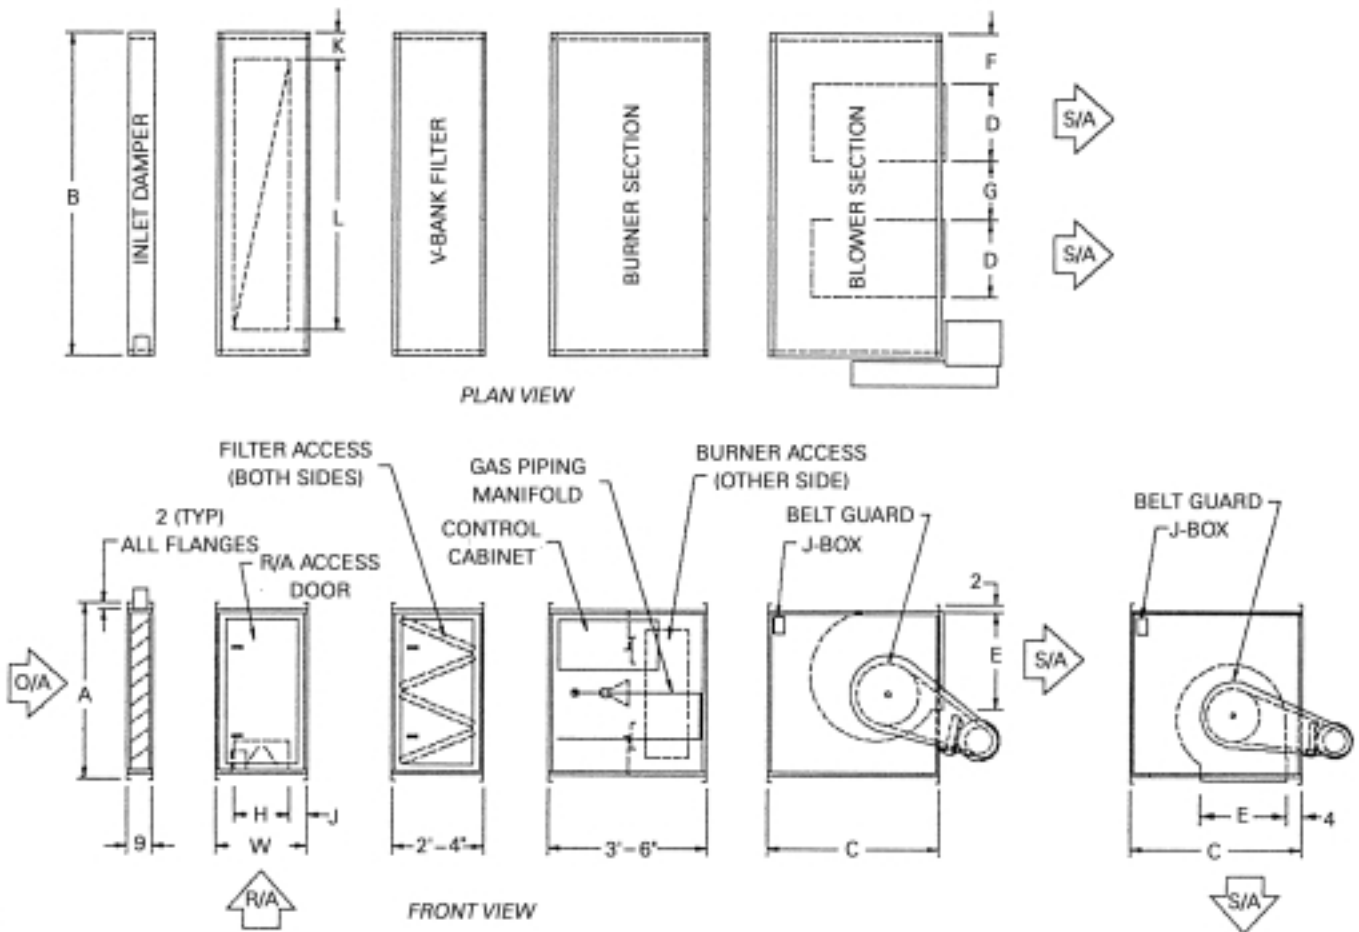 K
F
B
INLET DAMPER
L
V-BANK FILTER
BURNER SECTION
BLOWER SECTION
D
S/A
G
D
S/A
PLAN VIEW
FILTER ACCESS
(BOTH SIDES)
GAS PIPING
MANIFOLD
BURNER ACCESS
(OTHER SIDE)
2 (TYP)
ALL FLANGES
R/A ACCESS
DOOR
CONTROL
CABINET
BELT GUARD
J-BOX
BELT GUARD
J-BOX
2
O/A
A
E
S/A
H
J
E
4
9
W
2'-4"
3'-6"
C
C
R/A
FRONT VIEW
S/A